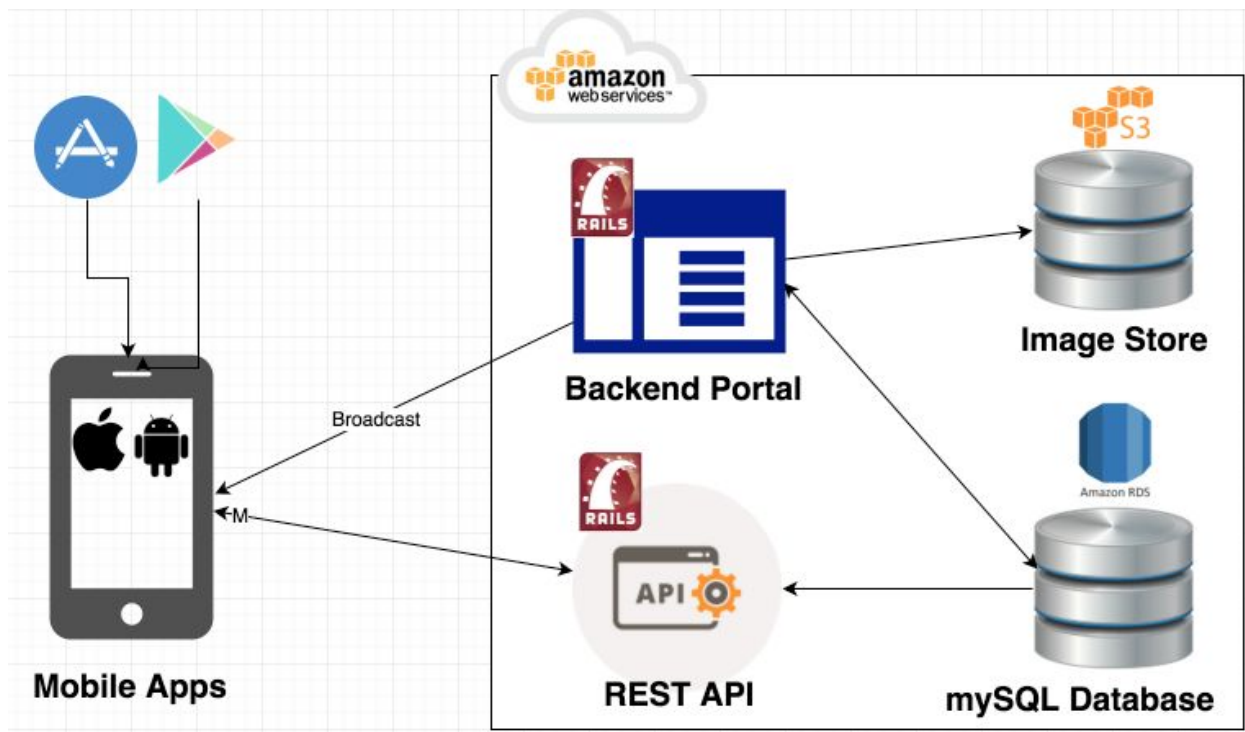 amazon
webservices™
S3
RAILS
Image Store
Backend Portal
Broadcast
Amazon RDS
RAILS
M
API
Mobile Apps
REST API
mySQL Database